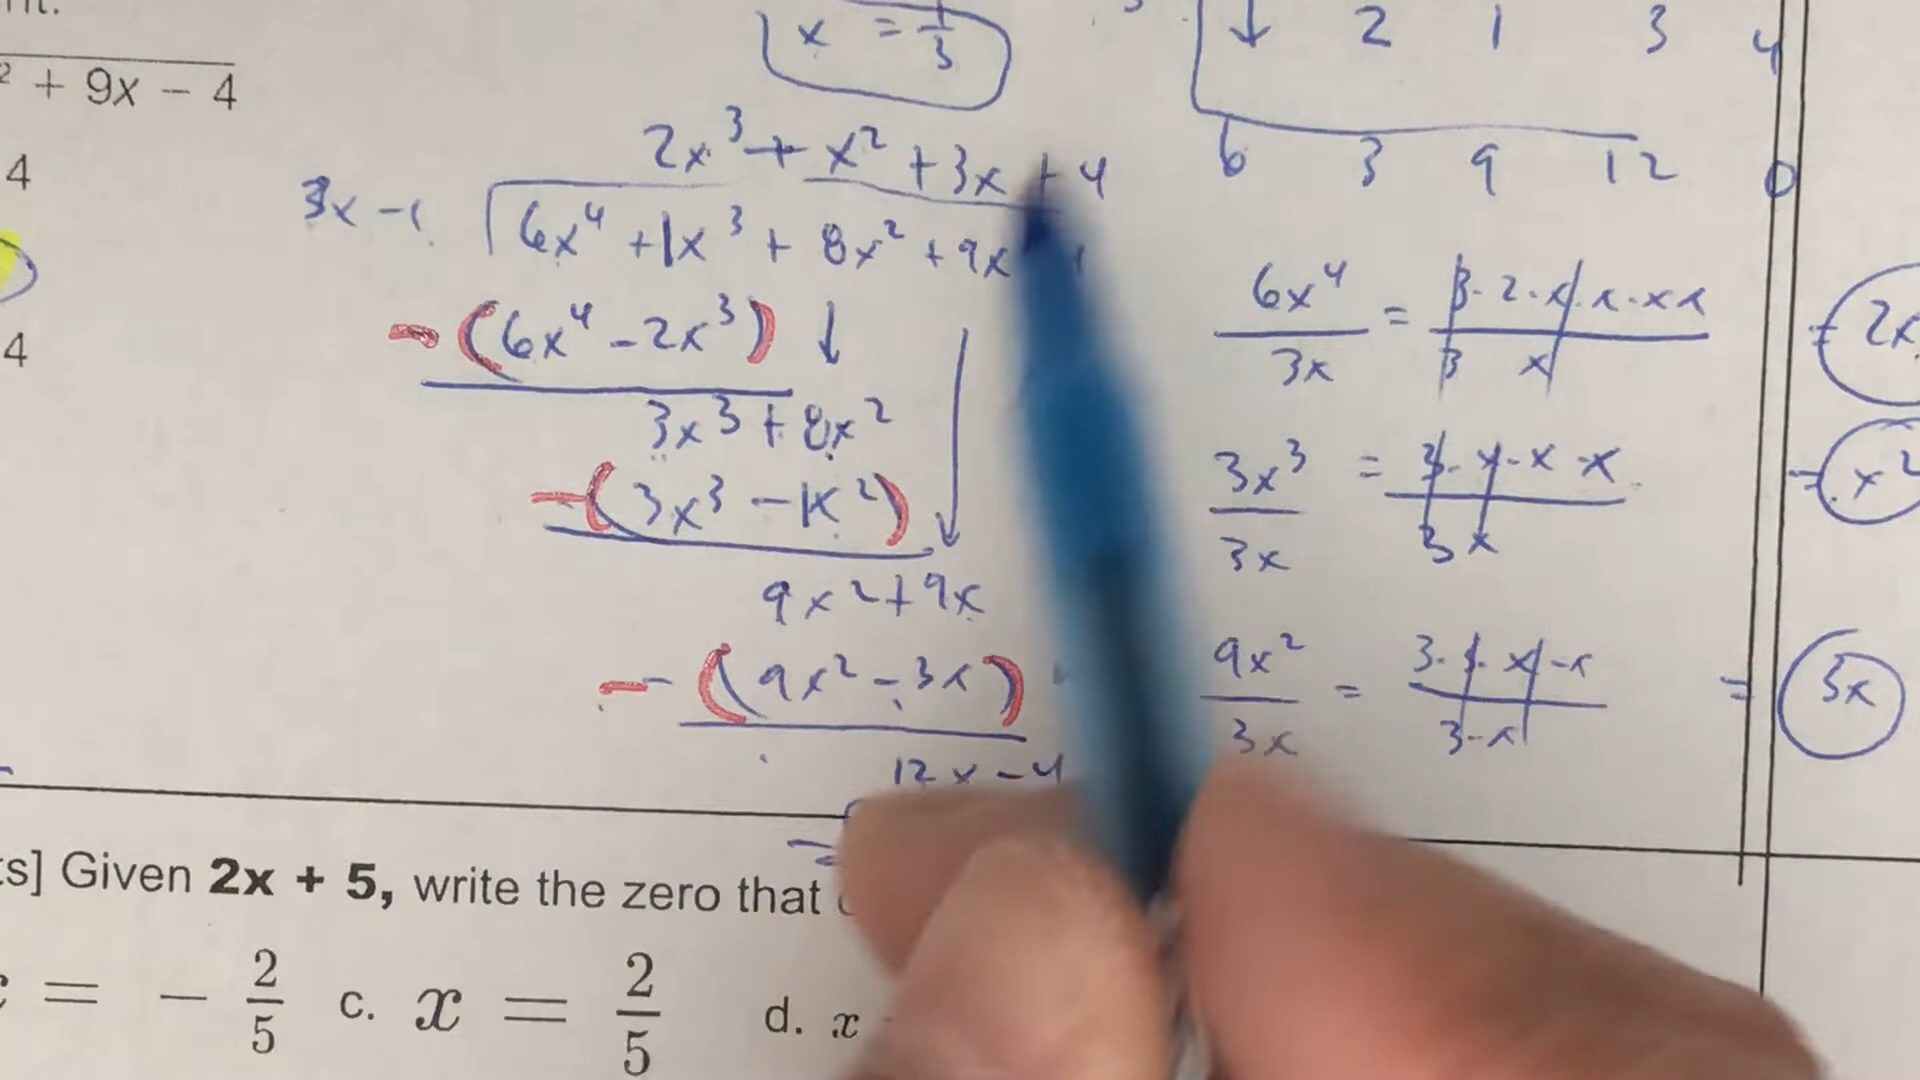 ² + 9x − 4
4
4
x = 1/3
↓ 2 1 3 4
6 3 9 12 0
2x³ + x² + 3x + 4
3x − 1
6x⁴ + 1x³ + 8x² + 9x
−(6x⁴ − 2x³) ↓
3x³ + 8x²
−(3x³ − 1x²)
9x² + 9x
−(9x² − 3x)
12x − 4
6x⁴/3x = 3·2·x·x·x x/3 x = 2x
3x³/3x = 3·x·x·x/3 x = x²
9x²/3x = 3·3·x·x/3·x = 3x
s] Given 2x + 5, write the zero that
= − 2/5 c. x = 2/5 d. x